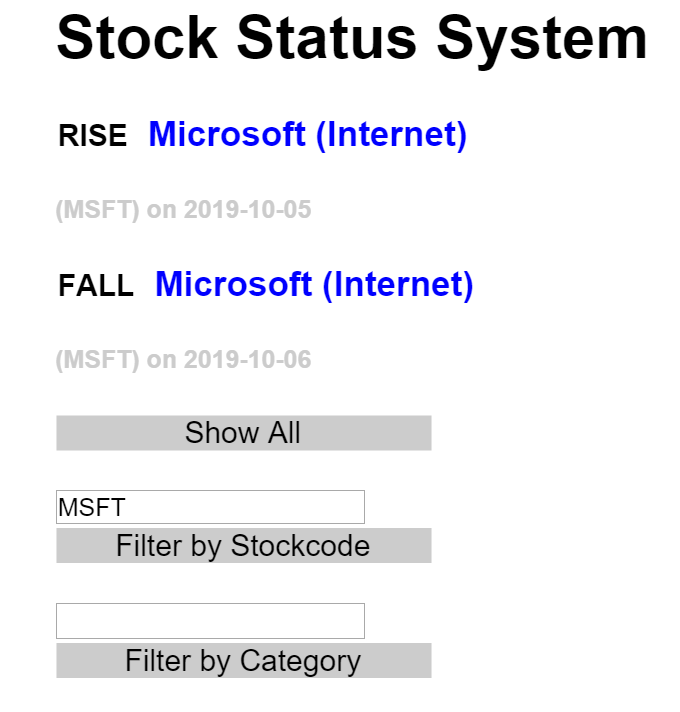 Stock Status System
RISE Microsoft (Internet)
(MSFT) on 2019-10-05
FALL Microsoft (Internet)
(MSFT) on 2019-10-06
Show All
MSFT
Filter by Stockcode
Filter by Category